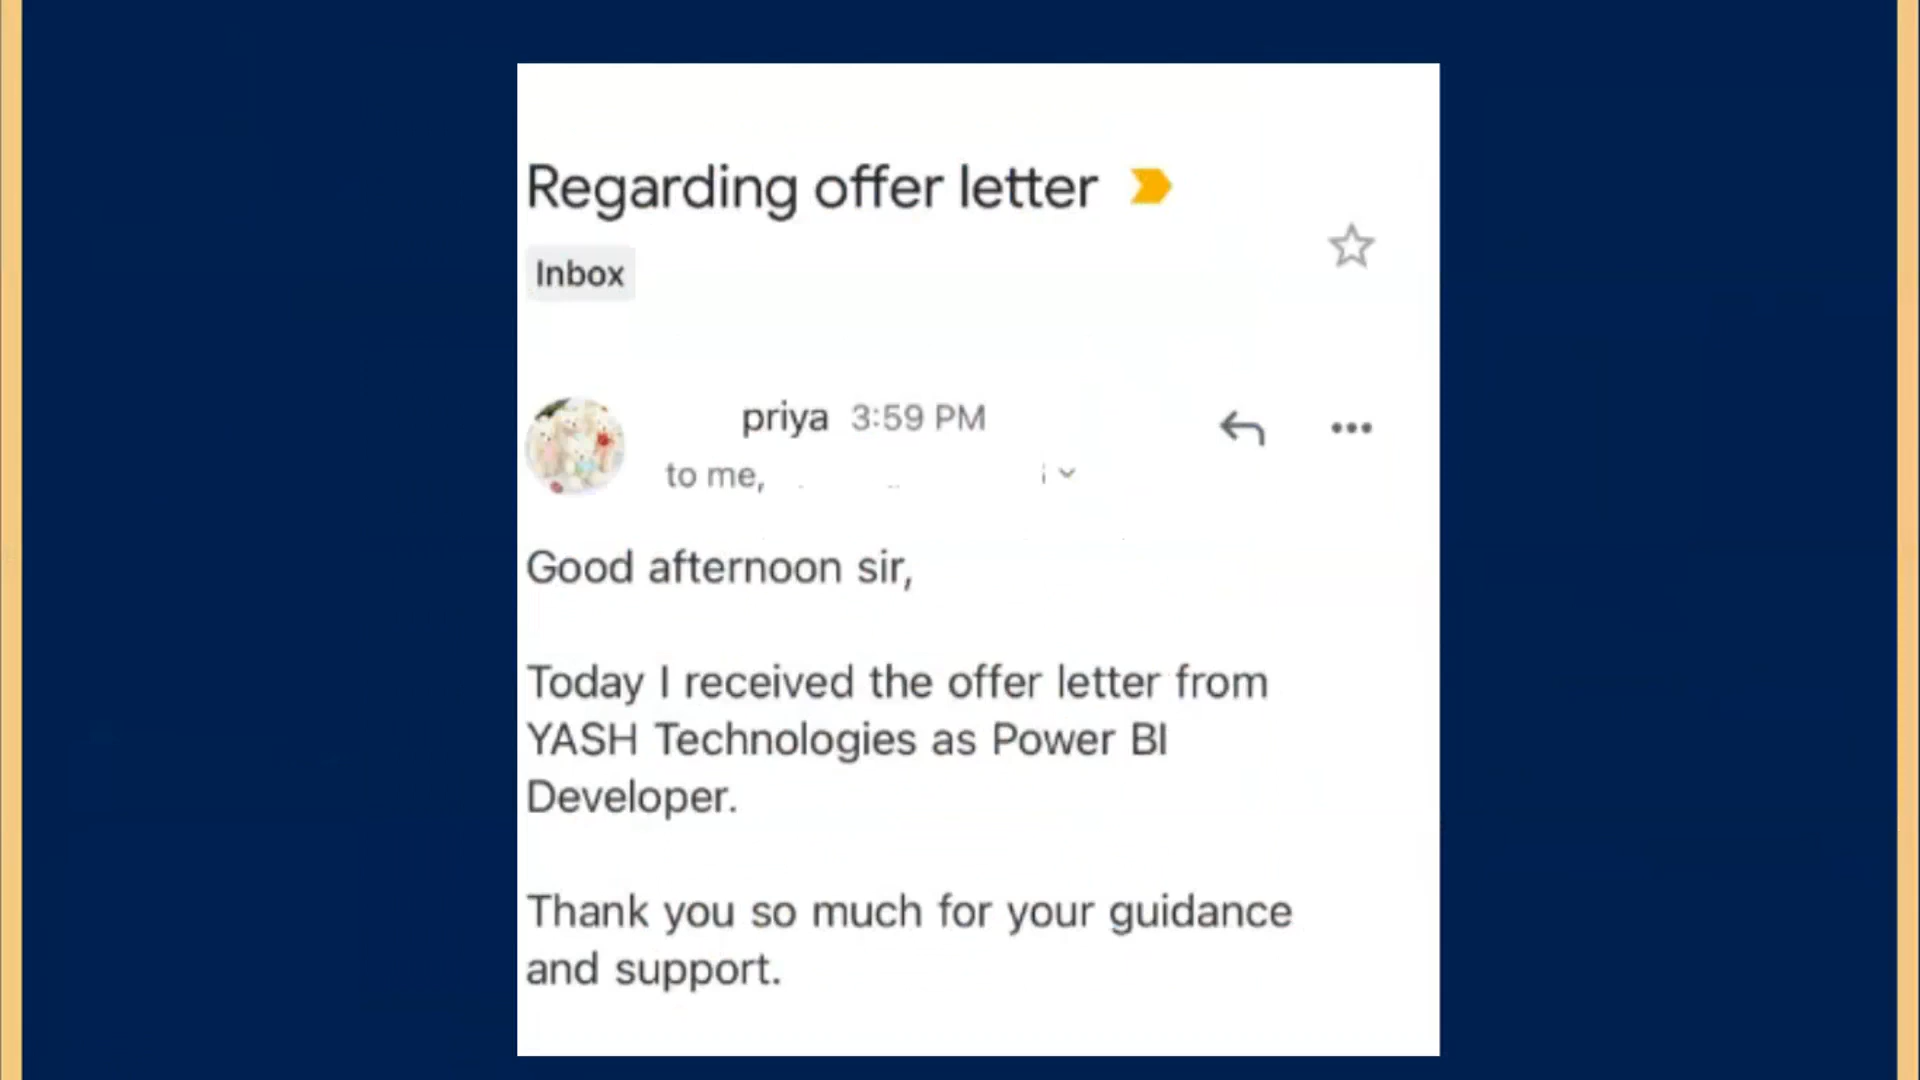 Regarding offer letter
Inbox
priya 3:59 PM
to me,
Good afternoon sir,
Today I received the offer letter from
YASH Technologies as Power BI
Developer.
Thank you so much for your guidance
and support.